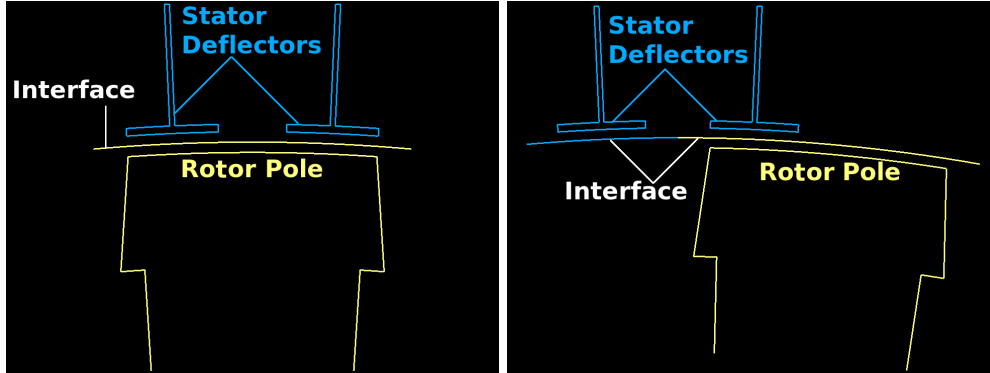 Stator
Deflectors
Interface
Rotor Pole
Stator
Deflectors
Interface
Rotor Pole